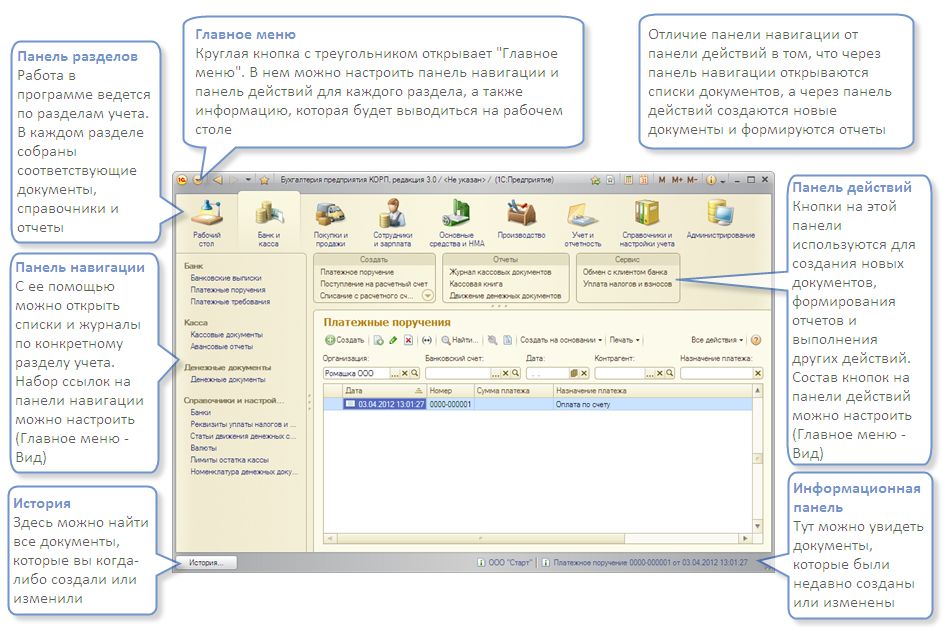 Главное меню
Круглая кнопка с треугольником открывает "Главное
меню". В нем можно настроить панель навигации и
панель действий для каждого раздела, а также
информацию, которая будет выводиться на рабочем
столе
Отличие панели навигации от
панели действий в том, что через
панель навигации открываются
списки документов, а через панель
действий создаются новые
документы и формируются отчеты
Панель разделов
Работа в
программе ведется
по разделам учета.
В каждом разделе
собраны
соответствующие
документы,
справочники и
отчеты
Панель навигации
С ее помощью
можно открыть
списки и журналы
по конкретному
разделу учета.
Набор ссылок на
панели навигации
можно настроить
(Главное меню -
Вид)
История
Здесь можно найти
все документы,
которые вы когда-
либо создали или
изменили
Бухгалтерия предприятия КОРП, редакция 3.0 / <Не указан> / (1С:Предприятие)
M M+ M-
Рабочий
стол
Банк и
касса
Покупки и
продажи
Сотрудники
и зарплата
Основные
средства и НМА
Производство
Учет и
отчетность
Справочники и
настройки учета
Администрирование
Банк
Банковские выписки
Платежные поручения
Платежные требования
Касса
Кассовые документы
Авансовые отчеты
Денежные документы
Денежные документы
Справочники и настрой...
Банки
Реквизиты уплаты налогов и ...
Статьи движения денежных с...
Валюты
Лимиты остатка кассы
Номенклатура денежных доку...
Создать
Платежное поручение
Поступление на расчетный счет
Списание с расчетного сч...
Отчеты
Журнал кассовых документов
Кассовая книга
Движение денежных документов
Сервис
Обмен с клиентом банка
Уплата налогов и взносов
Платежные поручения
Создать Найти... Создать на основании Печать Все действия
Организация: Банковский счет: Дата: Контрагент: Назначение платежа:
Ромашка ООО ... . . ...
Дата Номер Сумма платежа Назначение платежа
03.04.2012 13:01:27 0000-000001 Оплата по счету
История...
ООО "Старт" Платежное поручение 0000-000001 от 03.04.2012 13:01:27
Панель действий
Кнопки на этой
панели
используются для
создания новых
документов,
формирования
отчетов и
выполнения
других действий.
Состав кнопок на
панели действий
можно настроить
(Главное меню -
Вид)
Информационная
панель
Тут можно увидеть
документы,
которые были
недавно созданы
или изменены